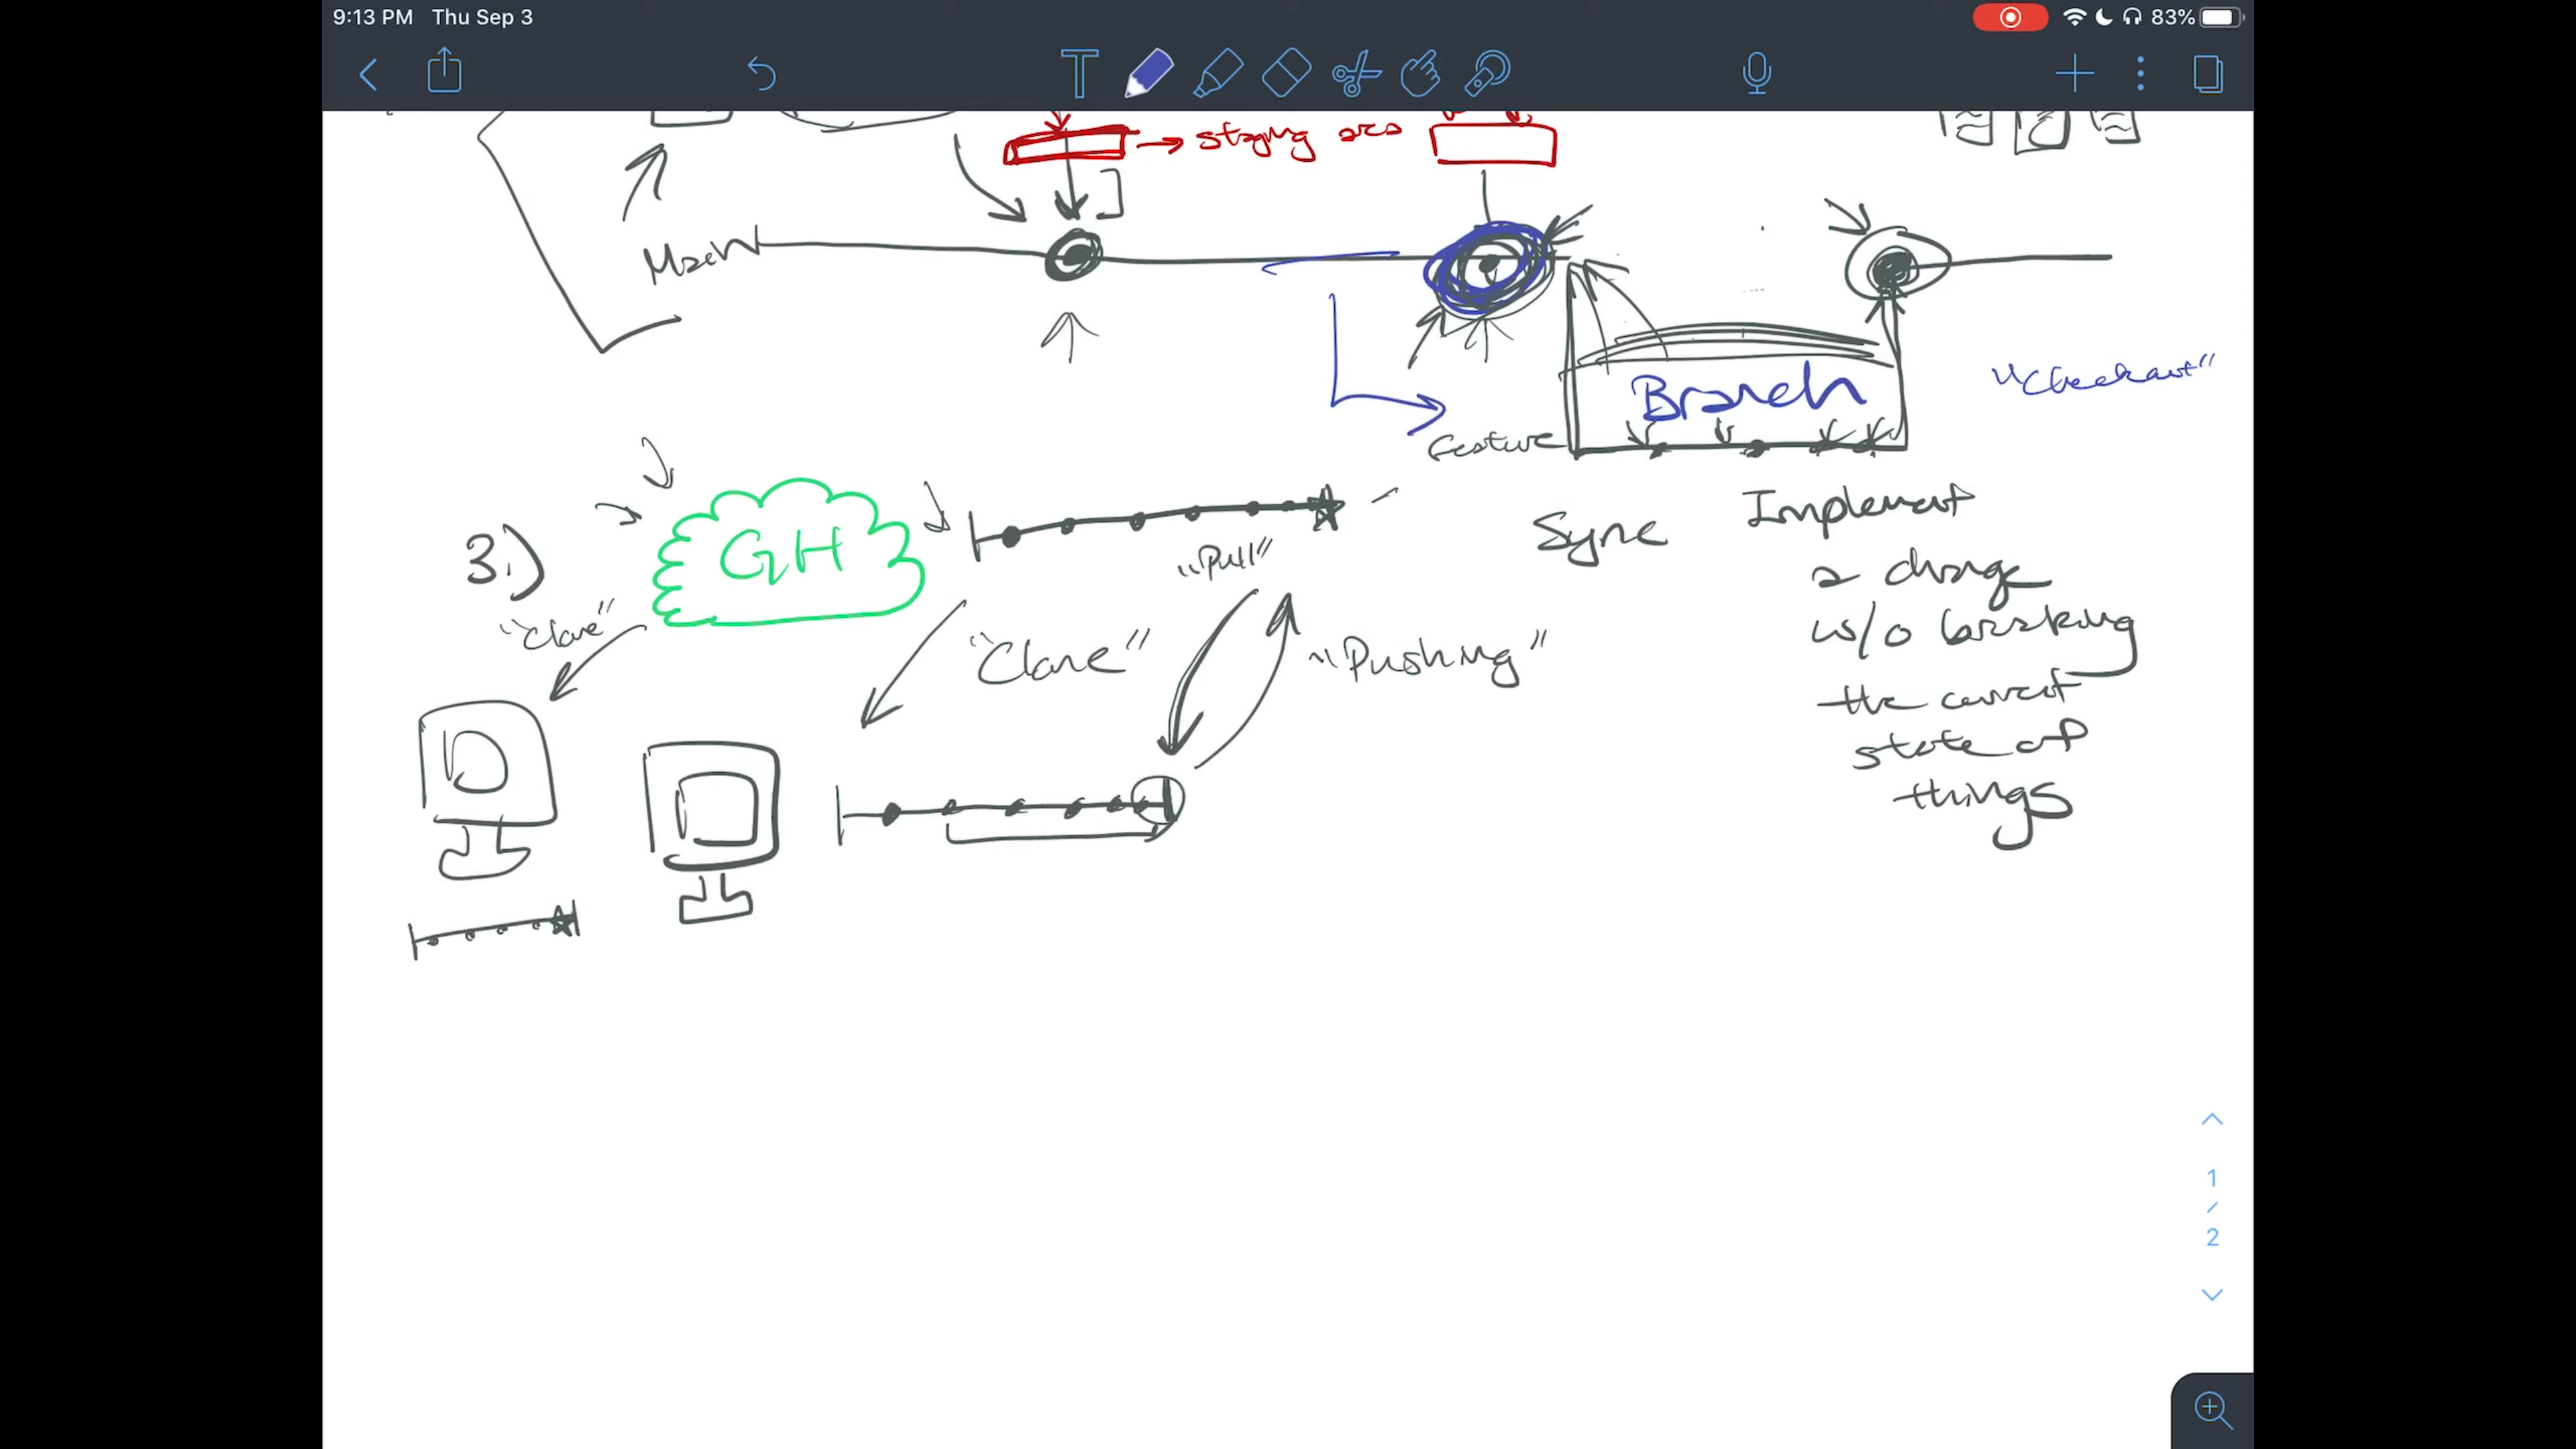 9:13 PM Thu Sep 3
83%
T
→ staging area
Main
Branch
"Checkout"
feature
3.)
GH
"Pull"
Sync
Implement
a change
w/o breaking
the current
state of
things
"Clone"
"Clone"
"Pushing"
1
/
2